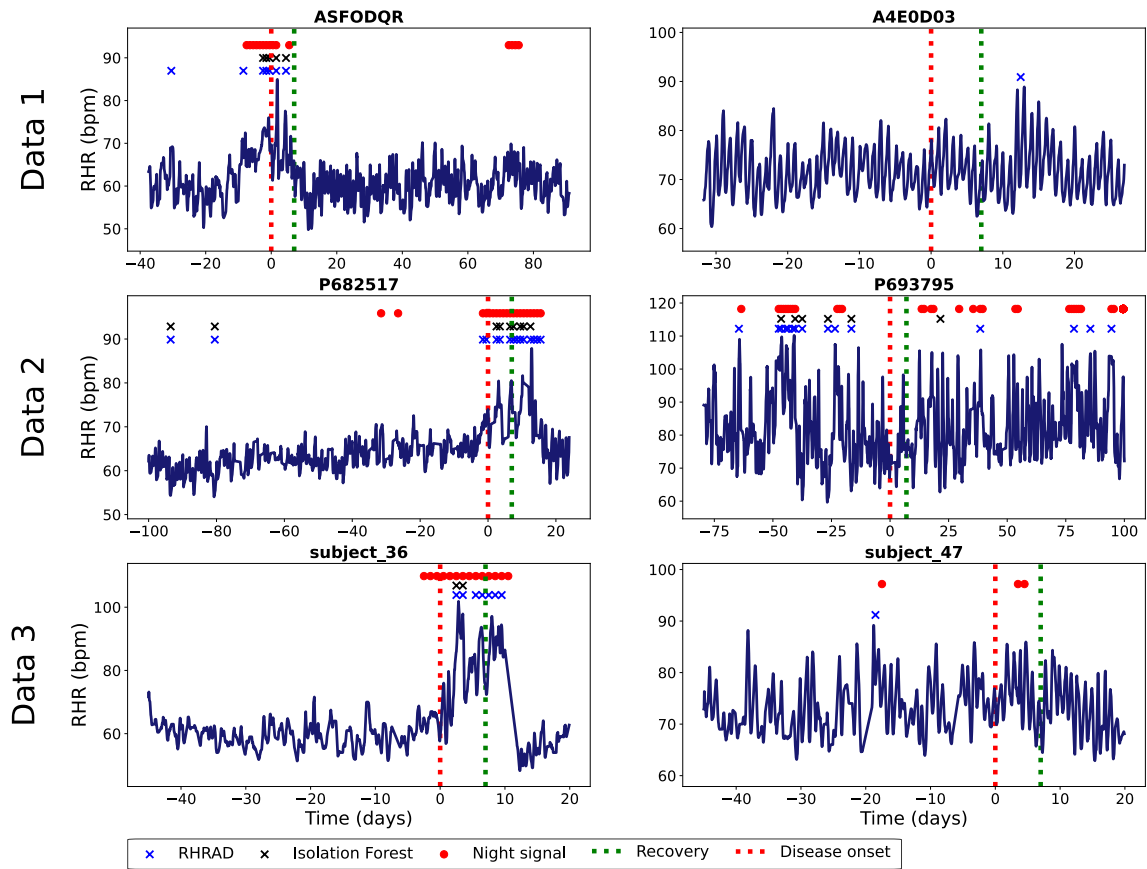 ASFODQR
A4E0D03
Data 1
RHR (bpm)
90
80
70
60
50
−40 −20 0 20 40 60 80
100
90
80
70
60
−30 −20 −10 0 10 20
P682517
P693795
Data 2
RHR (bpm)
90
80
70
60
50
−100 −80 −60 −40 −20 0 20
120
110
100
90
80
70
60
−75 −50 −25 0 25 50 75 100
subject_36
subject_47
Data 3
RHR (bpm)
100
80
60
−40 −30 −20 −10 0 10 20
Time (days)
100
90
80
70
60
−40 −30 −20 −10 0 10 20
Time (days)
RHRAD Isolation Forest Night signal Recovery Disease onset